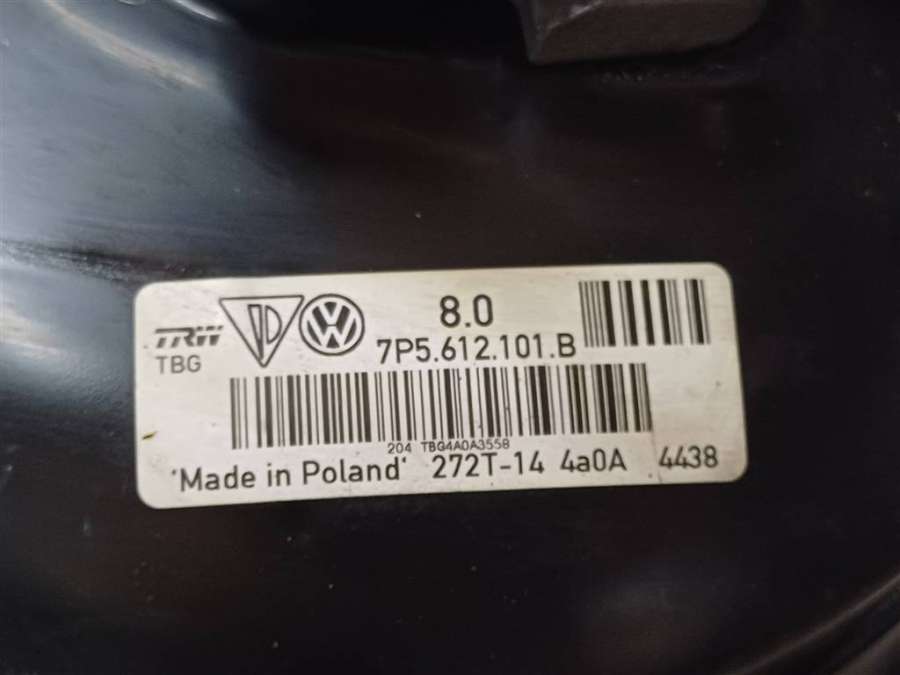 8.0
TRW
TBG
7P5.612.101.B
204 TBG4A0A3558
'Made in Poland' 272T-14 4a0A 4438